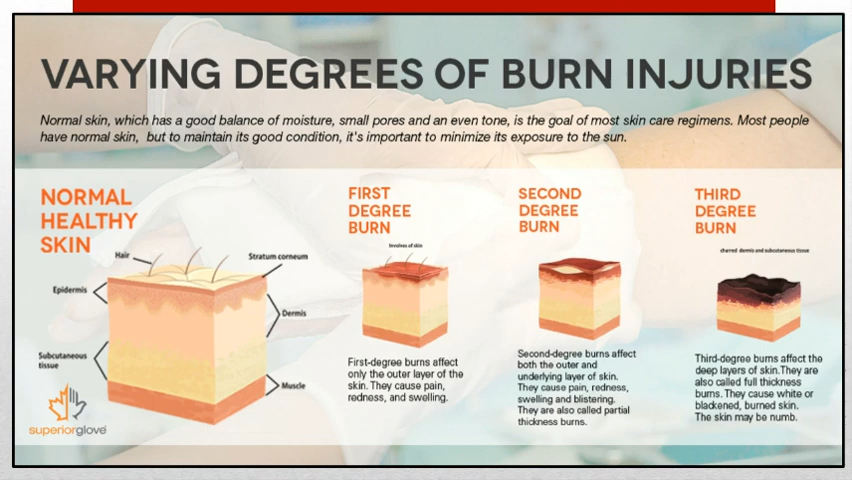 VARYING DEGREES OF BURN INJURIES
Normal skin, which has a good balance of moisture, small pores and an even tone, is the goal of most skin care regimens. Most people
have normal skin, but to maintain its good condition, it's important to minimize its exposure to the sun.
NORMAL
HEALTHY
SKIN
Hair
Stratum corneum
Epidermis
Dermis
Subcutaneous
tissue
Muscle
superiorglove
FIRST
DEGREE
BURN
First-degree burns affect
only the outer layer of the
skin. They cause pain,
redness, and swelling.
SECOND
DEGREE
BURN
Second-degree burns affect
both the outer and
underlying layer of skin.
They cause pain, redness,
swelling and blistering.
They are also called partial
thickness burns.
THIRD
DEGREE
BURN
charred dermis and subcutaneous tissue
Third-degree burns affect the
deep layers of skin.They are
also called full thickness
burns. They cause white or
bladkened, burned skin.
The skin may be numb.